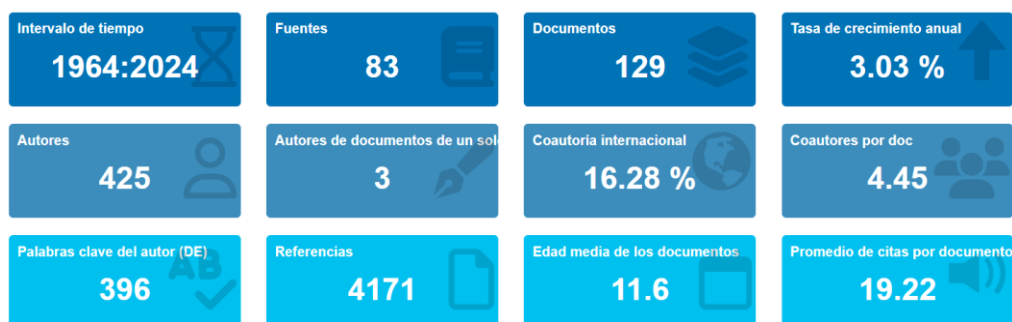 Intervalo de tiempo
1964:2024
Fuentes
83
Documentos
129
Tasa de crecimiento anual
3.03 %
Autores
425
Autores de documentos de un sol
3
Coautoría internacional
16.28 %
Coautores por doc
4.45
Palabras clave del autor (DE)
396
Referencias
4171
Edad media de los documentos
11.6
Promedio de citas por documento
19.22
AB